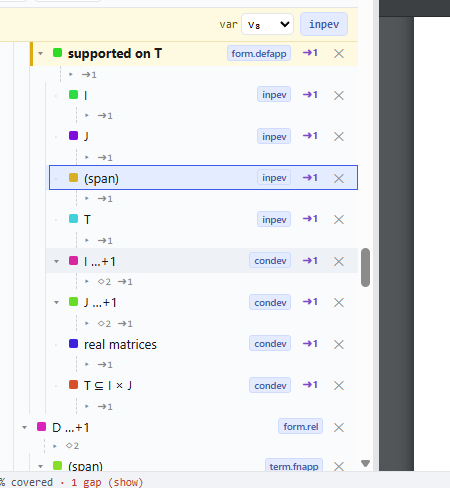 var Vs inpev
supported on T form.defapp →1
→1
I inpev →1
→1
J inpev →1
→1
(span) inpev →1
→1
T inpev →1
→1
I …+1 condev →1
◇2 →1
J …+1 condev →1
◇2 →1
real matrices condev →1
→1
T ⊆ I × J condev →1
→1
D …+1 form.rel
◇2
(span) term.fnapp
% covered · 1 gap (show)